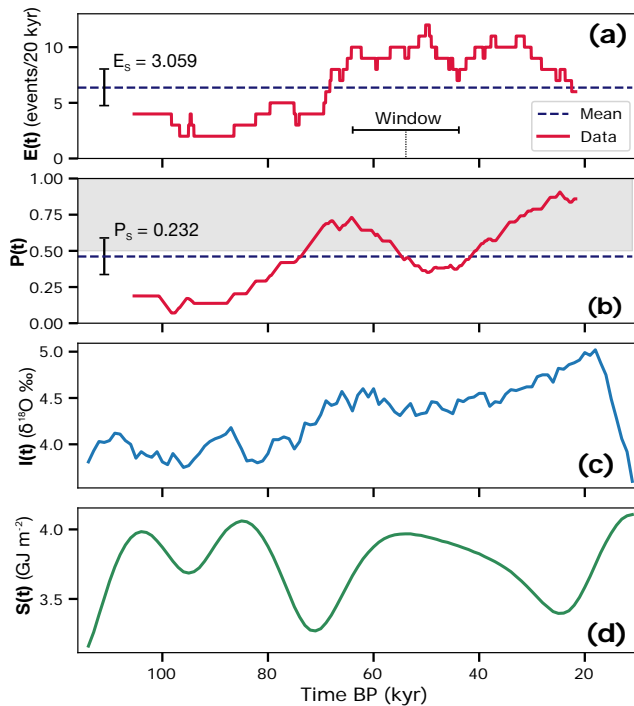 (a)
E(t) (events/20 kyr)
10
5
0
Eₛ = 3.059
Window
Mean
Data
(b)
P(t)
1.00
0.75
0.50
0.25
0.00
Pₛ = 0.232
(c)
I(t) (δ¹⁸O ‰)
5.0
4.5
4.0
(d)
S(t) (GJ m⁻²)
4.0
3.5
100 80 60 40 20
Time BP (kyr)